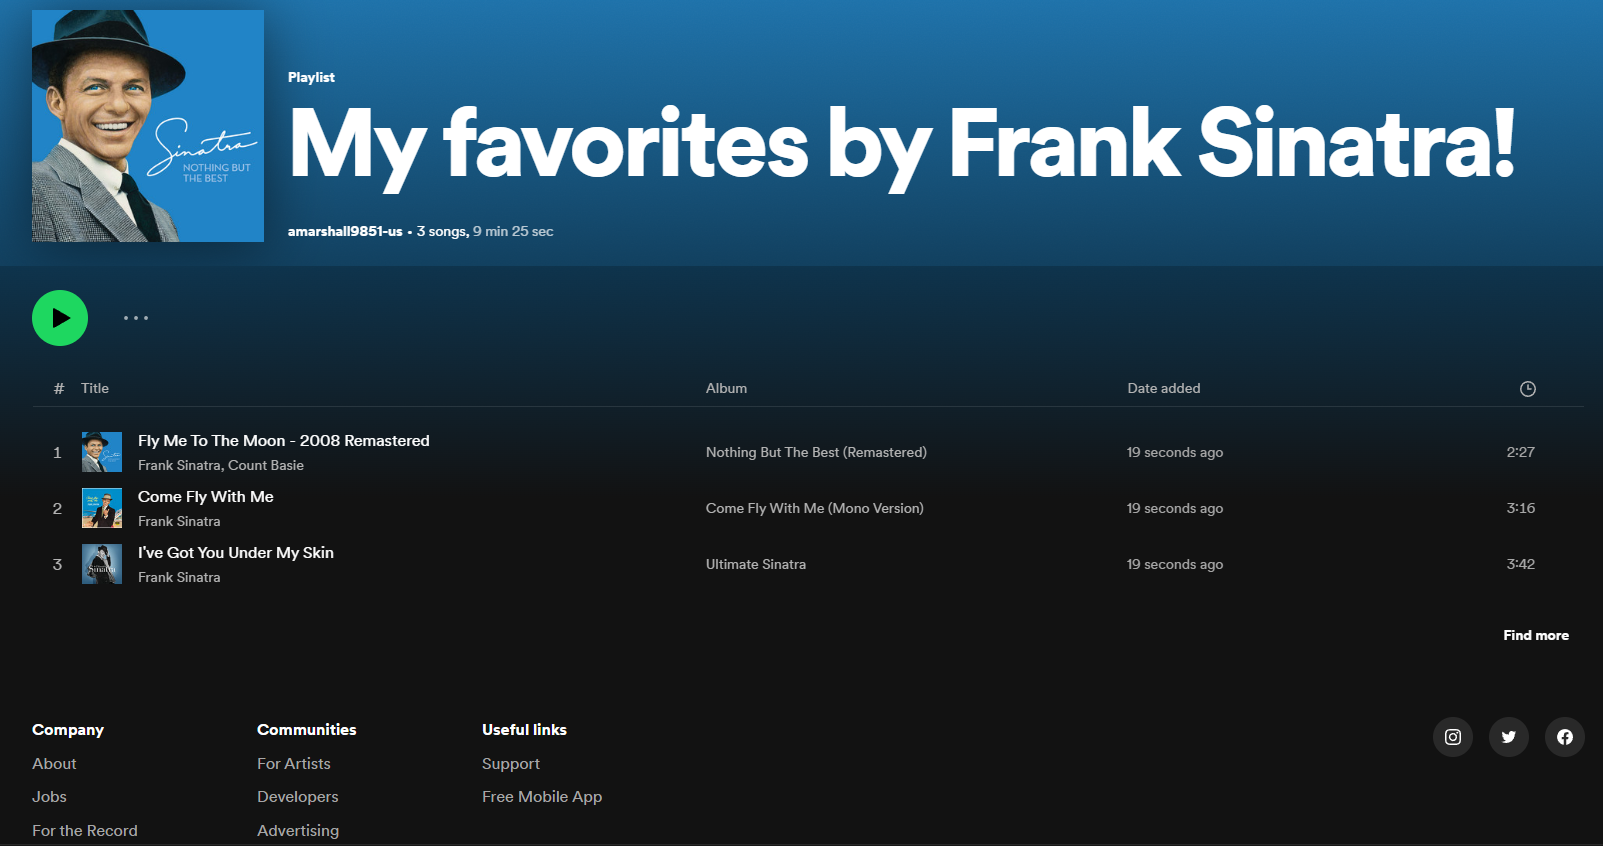 Sinatra
NOTHING BUT
THE BEST
Playlist
My favorites by Frank Sinatra!
amarshall9851-us • 3 songs, 9 min 25 sec
# Title Album Date added
1 Fly Me To The Moon - 2008 Remastered Nothing But The Best (Remastered) 19 seconds ago 2:27
Frank Sinatra, Count Basie
2 Come Fly With Me Come Fly With Me (Mono Version) 19 seconds ago 3:16
Frank Sinatra
3 I've Got You Under My Skin Ultimate Sinatra 19 seconds ago 3:42
Frank Sinatra
Sinatra
Find more
Company Communities Useful links
About For Artists Support
Jobs Developers Free Mobile App
For the Record Advertising